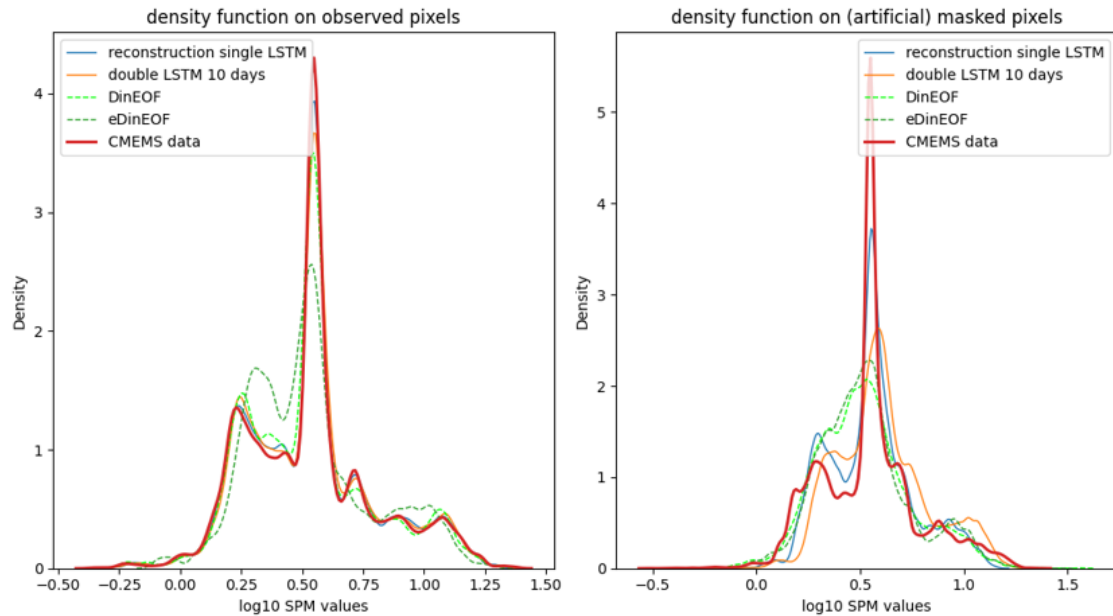 density function on observed pixels
reconstruction single LSTM
double LSTM 10 days
DinEOF
eDinEOF
CMEMS data
4
3
2
1
0
Density
−0.50
−0.25
0.00
0.25
0.50
0.75
1.00
1.25
1.50
log10 SPM values
density function on (artificial) masked pixels
reconstruction single LSTM
double LSTM 10 days
DinEOF
eDinEOF
CMEMS data
5
4
3
2
1
0
Density
−0.5
0.0
0.5
1.0
1.5
log10 SPM values